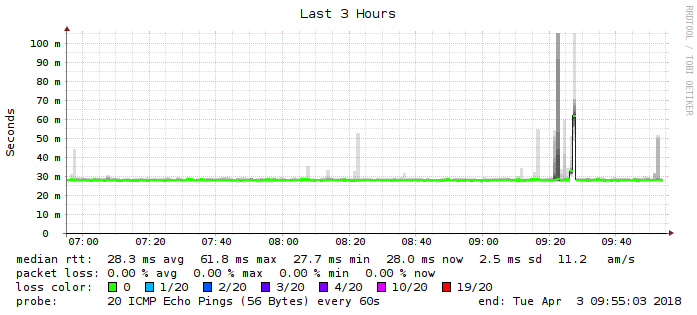 Last 3 Hours
RRDTOOL / TOBI OETIKER
Seconds
100 m
90 m
80 m
70 m
60 m
50 m
40 m
30 m
20 m
10 m
0
07:00 07:20 07:40 08:00 08:20 08:40 09:00 09:20 09:40
median rtt: 28.3 ms avg 61.8 ms max 27.7 ms min 28.0 ms now 2.5 ms sd 11.2 am/s
packet loss: 0.00 % avg 0.00 % max 0.00 % min 0.00 % now
loss color: 0 1/20 2/20 3/20 4/20 10/20 19/20
probe: 20 ICMP Echo Pings (56 Bytes) every 60s end: Tue Apr 3 09:55:03 2018